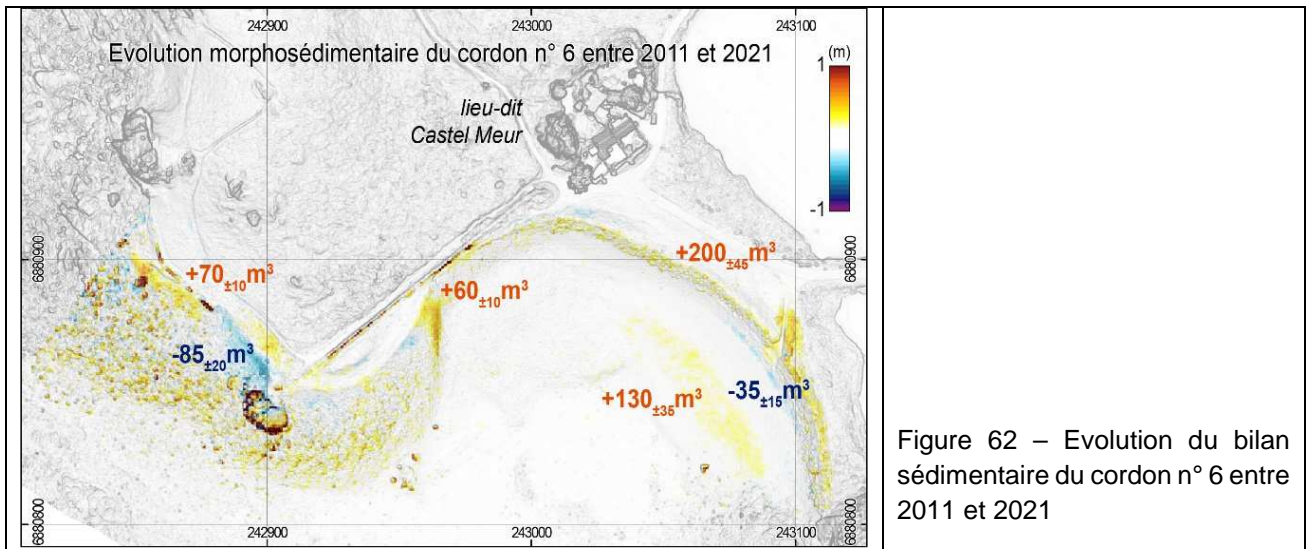 242900
243000
243100
Evolution morphosédimentaire du cordon n° 6 entre 2011 et 2021
(m)
1
-1
lieu-dit
Castel Meur
6880900
6880900
+70±10m³
+200±45m³
+60±10m³
-85±20m³
+130±35m³
-35±15m³
6880800
6880800
242900
243000
243100
Figure 62 – Evolution du bilan
sédimentaire du cordon n° 6 entre
2011 et 2021